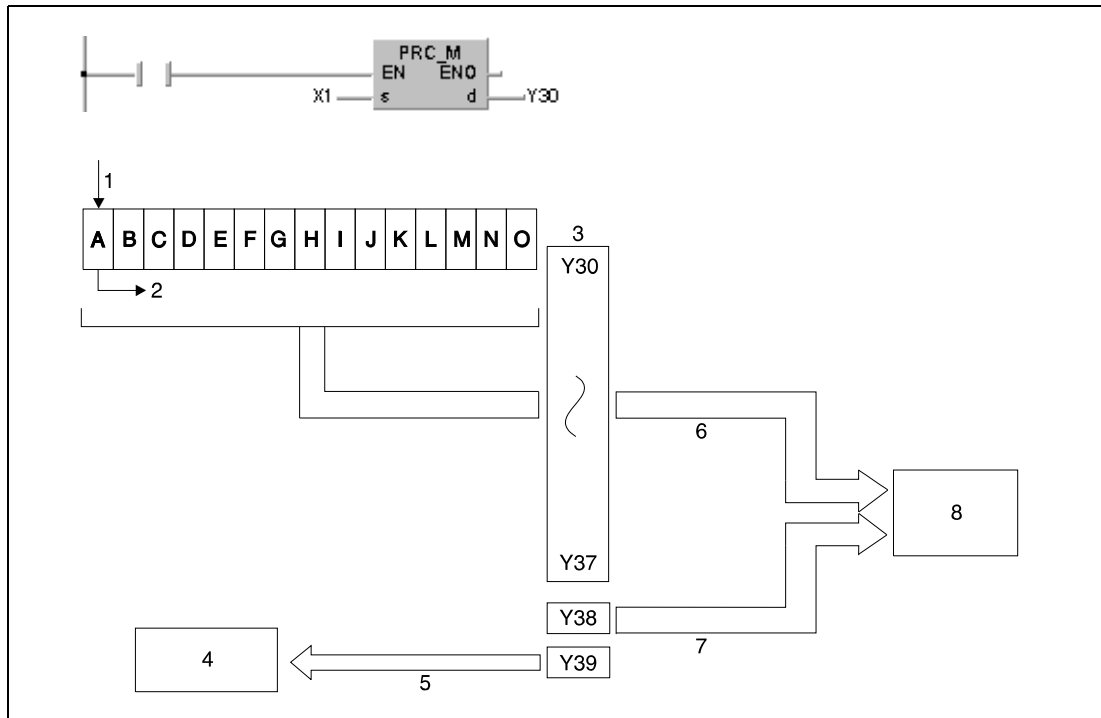 PRC_M
EN ENO
X1 s d Y30
1
A B C D E F G H I J K L M N O
2
3
Y30
6
8
Y37
Y38
7
4
Y39
5